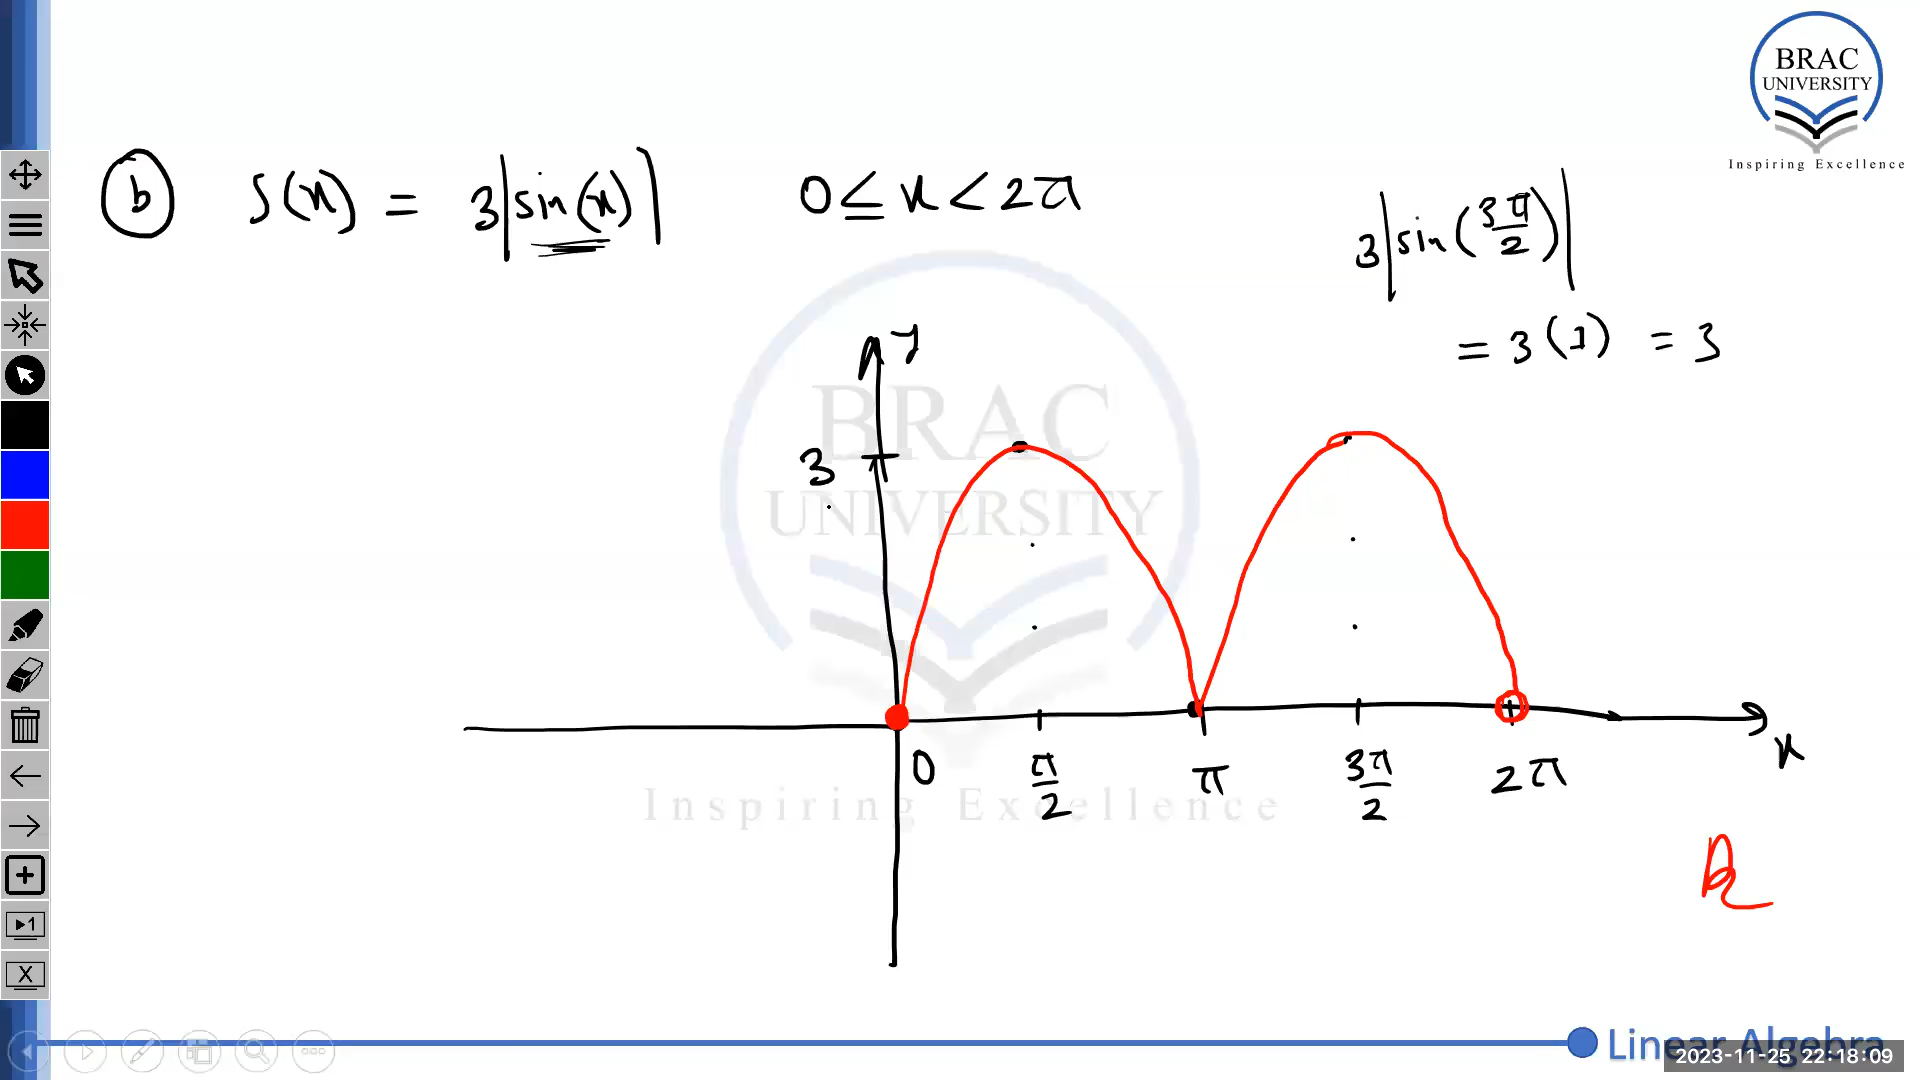 BRAC
UNIVERSITY
Inspiring Excellence
b f(x) = 3|sin(x)| 0 ≤ x < 2π
3|sin(3π/2)|
= 3(1) = 3
y
3
BRAC
UNIVERSITY
0 π/2 π 3π/2 2π x
Inspiring Excellence
1
X
Linear Algebra
2023-11-25 22:18:09